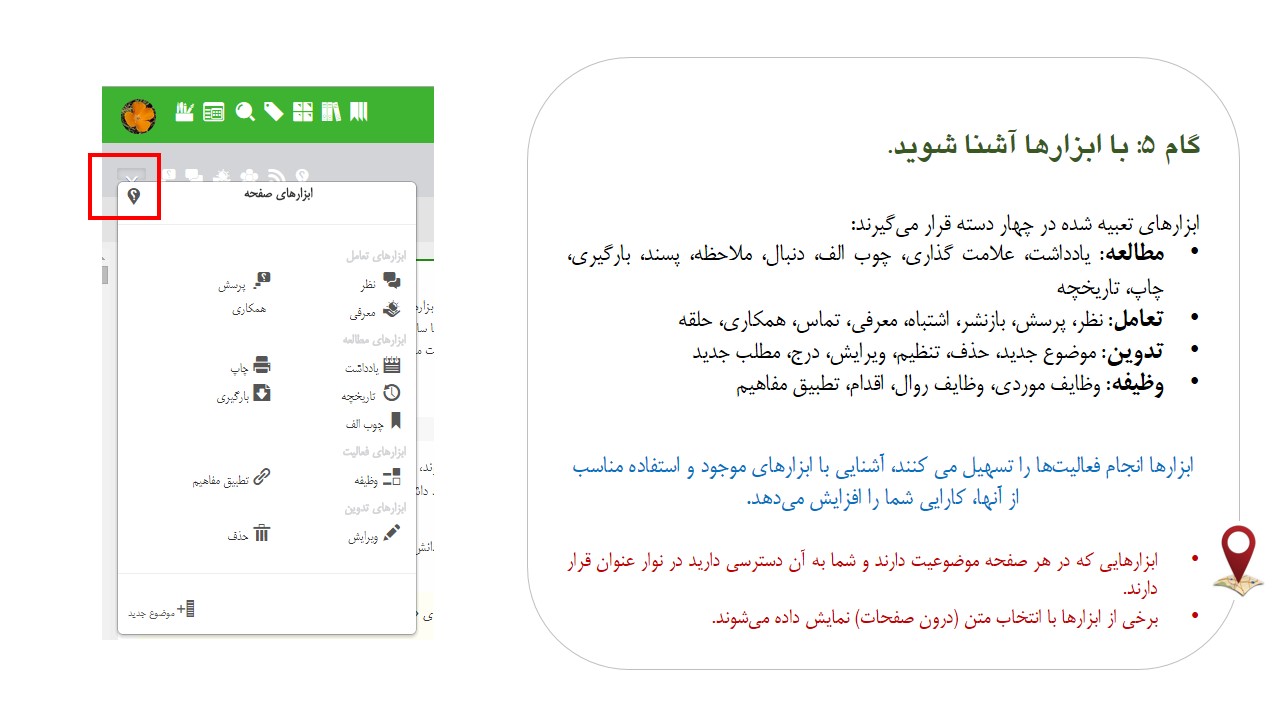 گام ۵: با ابزارها آشنا شوید.
ابزارهای تعبیه شده در چهار دسته قرار می‌گیرند:
• مطالعه: یادداشت، علامت گذاری، چوب الف، دنبال، ملاحظه، پسند، بارگیری،
چاپ، تاریخچه
• تعامل: نظر، پرسش، بازنشر، اشتباه، معرفی، تماس، همکاری، حلقه
• تدوین: موضوع جدید، حذف، تنظیم، ویرایش، درج، مطلب جدید
• وظیفه: وظایف موردی، وظایف روال، اقدام، تطبیق مفاهیم
ابزارها انجام فعالیت‌ها را تسهیل می کنند، آشنایی با ابزارهای موجود و استفاده مناسب
از آنها، کارایی شما را افزایش می‌دهد.
• ابزارهایی که در هر صفحه موضوعیت دارند و شما به آن دسترسی دارید در نوار عنوان قرار
دارند.
• برخی از ابزارها با انتخاب متن (درون صفحات) نمایش داده می‌شوند.
ابزارهای صفحه
ابزارهای تعامل
نظر پرسش
معرفی همکاری
ابزارهای مطالعه
یادداشت چاپ
تاریخچه بارگیری
چوب الف
ابزارهای فعالیت
وظیفه تطبیق مفاهیم
ابزارهای تدوین
ویرایش حذف
موضوع جدید